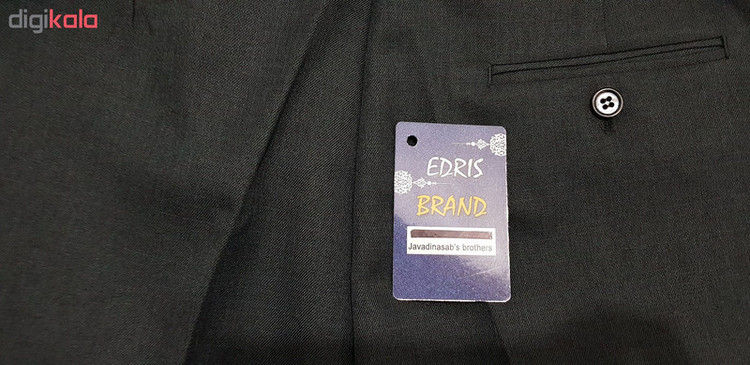 digikala
EDRIS
BRAND
Javadinasab's brothers